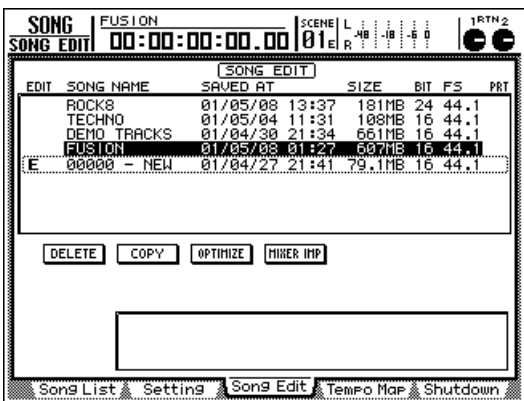 SONG FUSION SCENE L 1RTN2
SONG EDIT 00:00:00:00.00 01E R -48 -18 -6 0
SONG EDIT
EDIT SONG NAME SAVED AT SIZE BIT FS PRT
ROCK8 01/05/08 13:37 181MB 24 44.1
TECHNO 01/05/04 11:31 108MB 16 44.1
DEMO TRACKS 01/04/30 21:34 661MB 16 44.1
FUSION 01/05/08 01:27 607MB 16 44.1
E 00000 - NEW 01/04/27 21:41 79.1MB 16 44.1
DELETE COPY OPTIMIZE MIXER IMP
Song List Setting Song Edit Tempo Map Shutdown